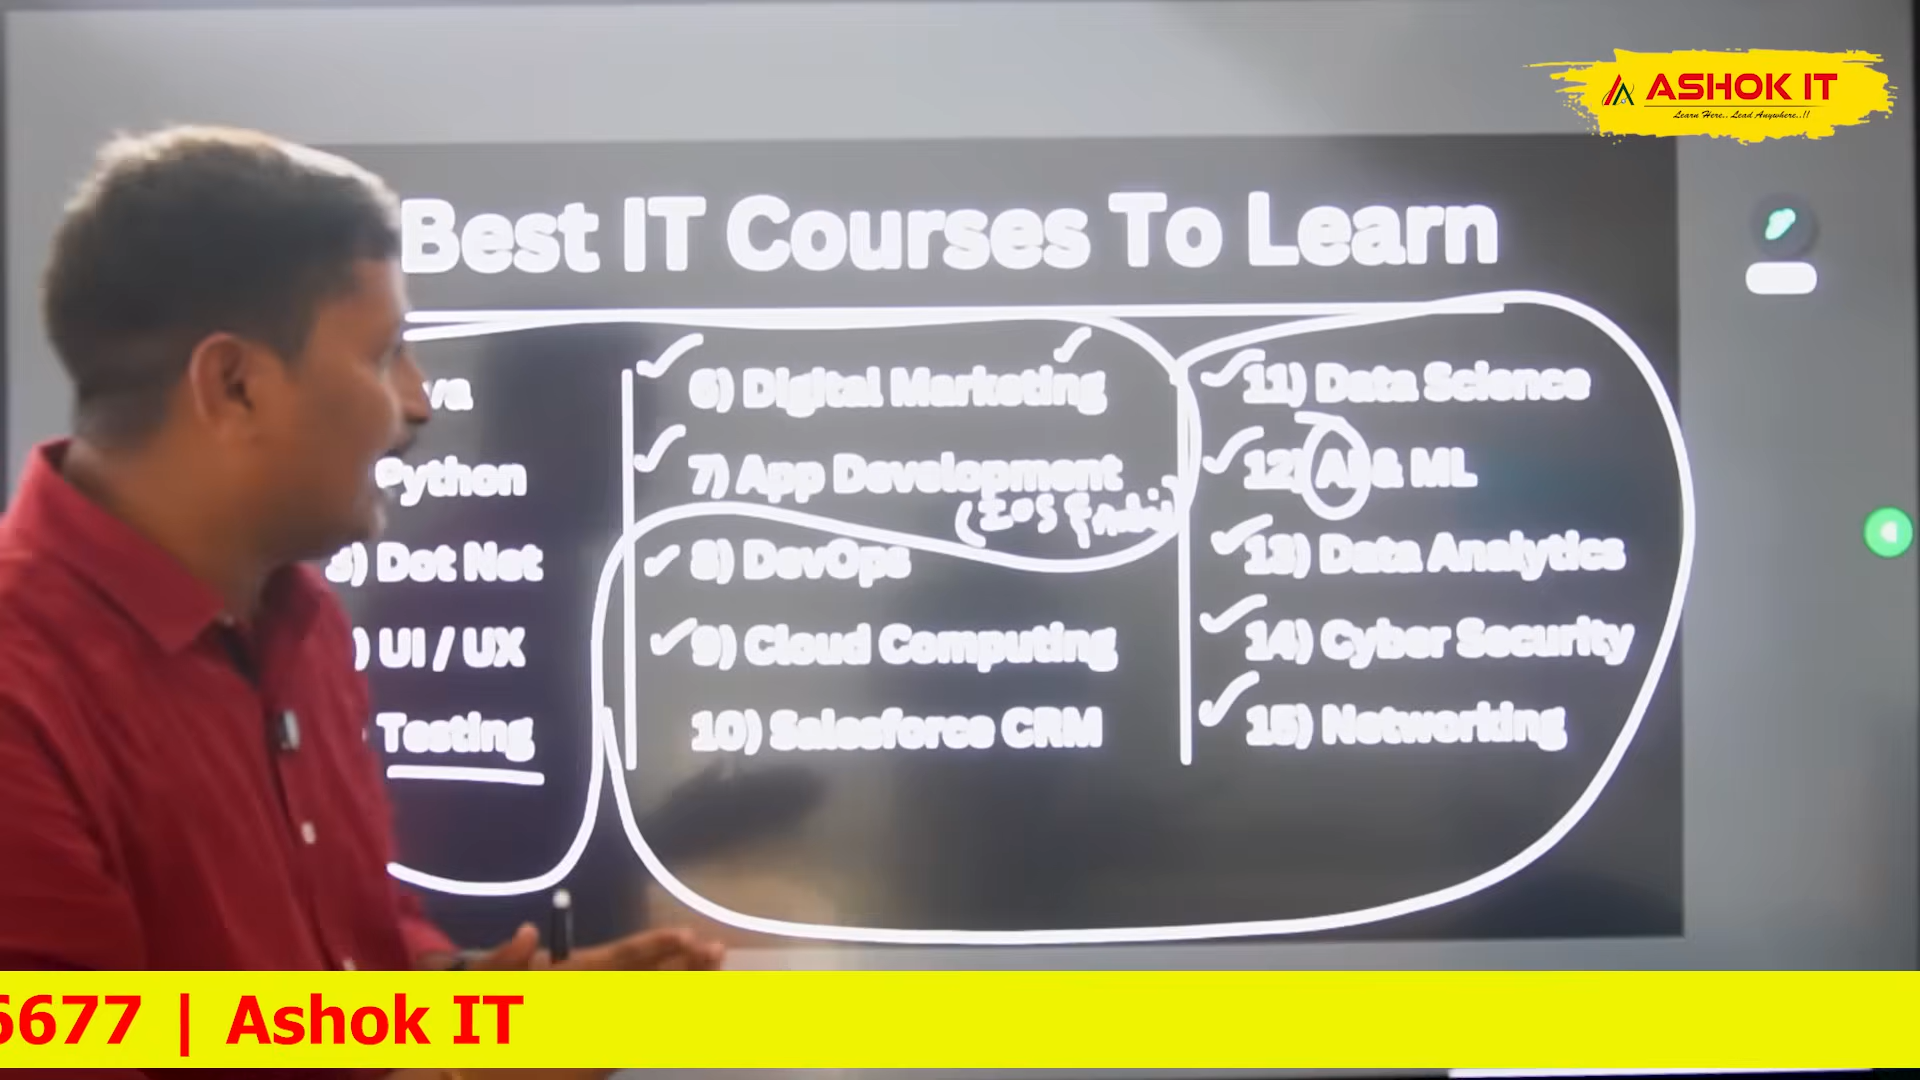 ASHOK IT
Learn Here.. Lead Anywhere..!!
Best IT Courses To Learn
va
Python
3) Dot Net
) UI / UX
Testing
6) Digital Marketing
7) App Development
8) DevOps
9) Cloud Computing
10) Salesforce CRM
11) Data Science
12) AI & ML
13) Data Analytics
14) Cyber Security
15) Networking
6677 | Ashok IT